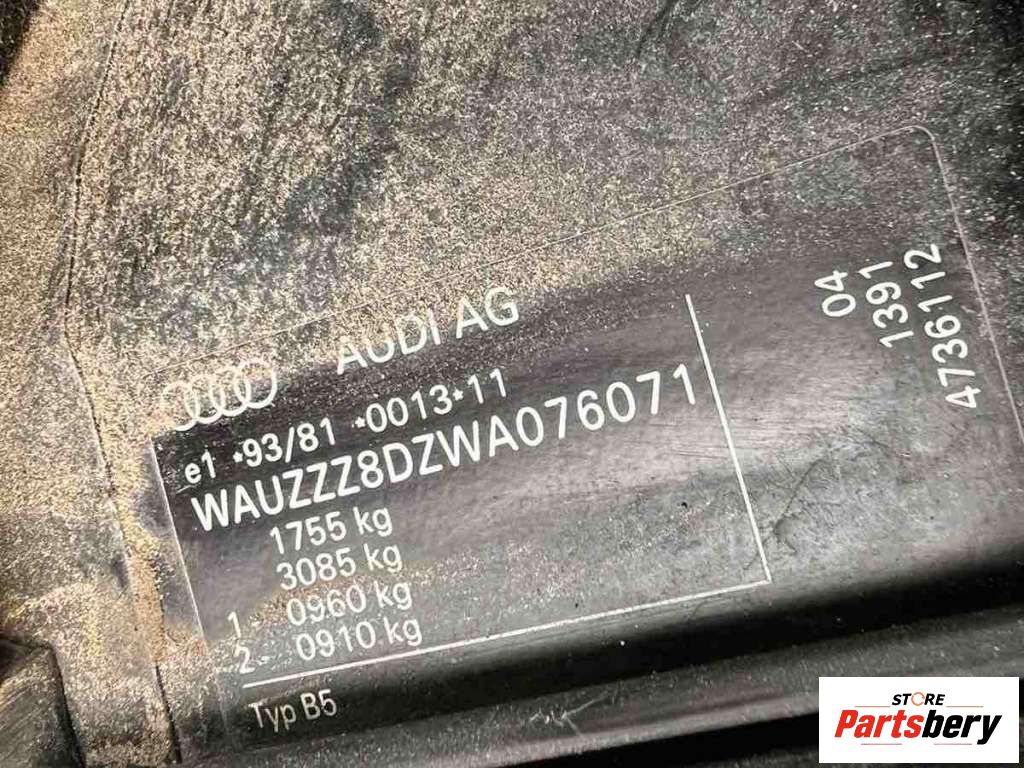 AUDI AG
e1 *93/81 *0013*11
WAUZZZ8DZWA076071
1755 kg
3085 kg
1- 0960 kg
2- 0910 kg
Typ B5
04
1391
4736112
STORE
Partsbery